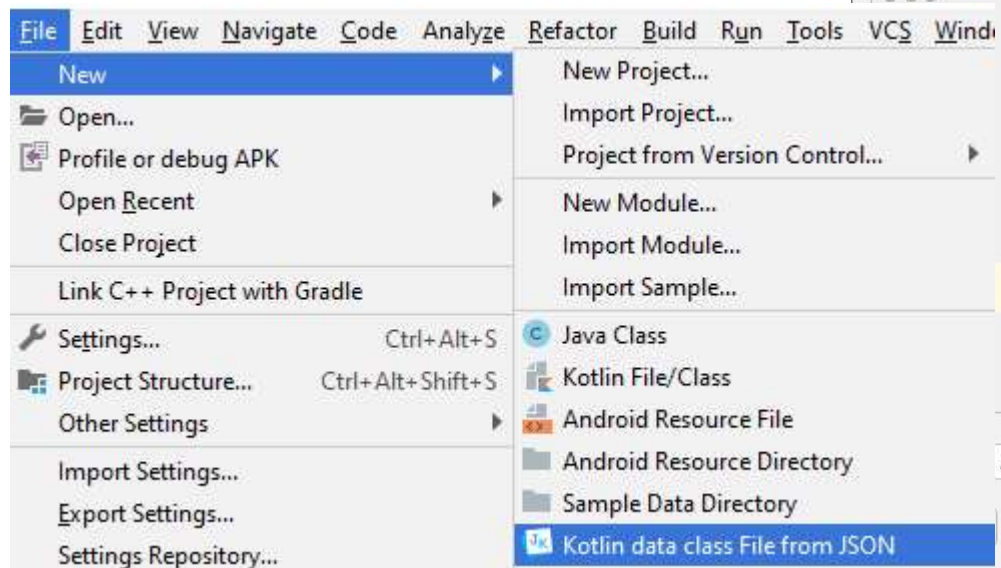 File Edit View Navigate Code Analyze Refactor Build Run Tools VCS
New
Open...
Profile or debug APK
Open Recent
Close Project
Link C++ Project with Gradle
Settings... Ctrl+Alt+S
Project Structure... Ctrl+Alt+Shift+S
Other Settings
Import Settings...
Export Settings...
Settings Repository...
New Project...
Import Project...
Project from Version Control...
New Module...
Import Module...
Import Sample...
Java Class
Kotlin File/Class
Android Resource File
Android Resource Directory
Sample Data Directory
Kotlin data class File from JSON